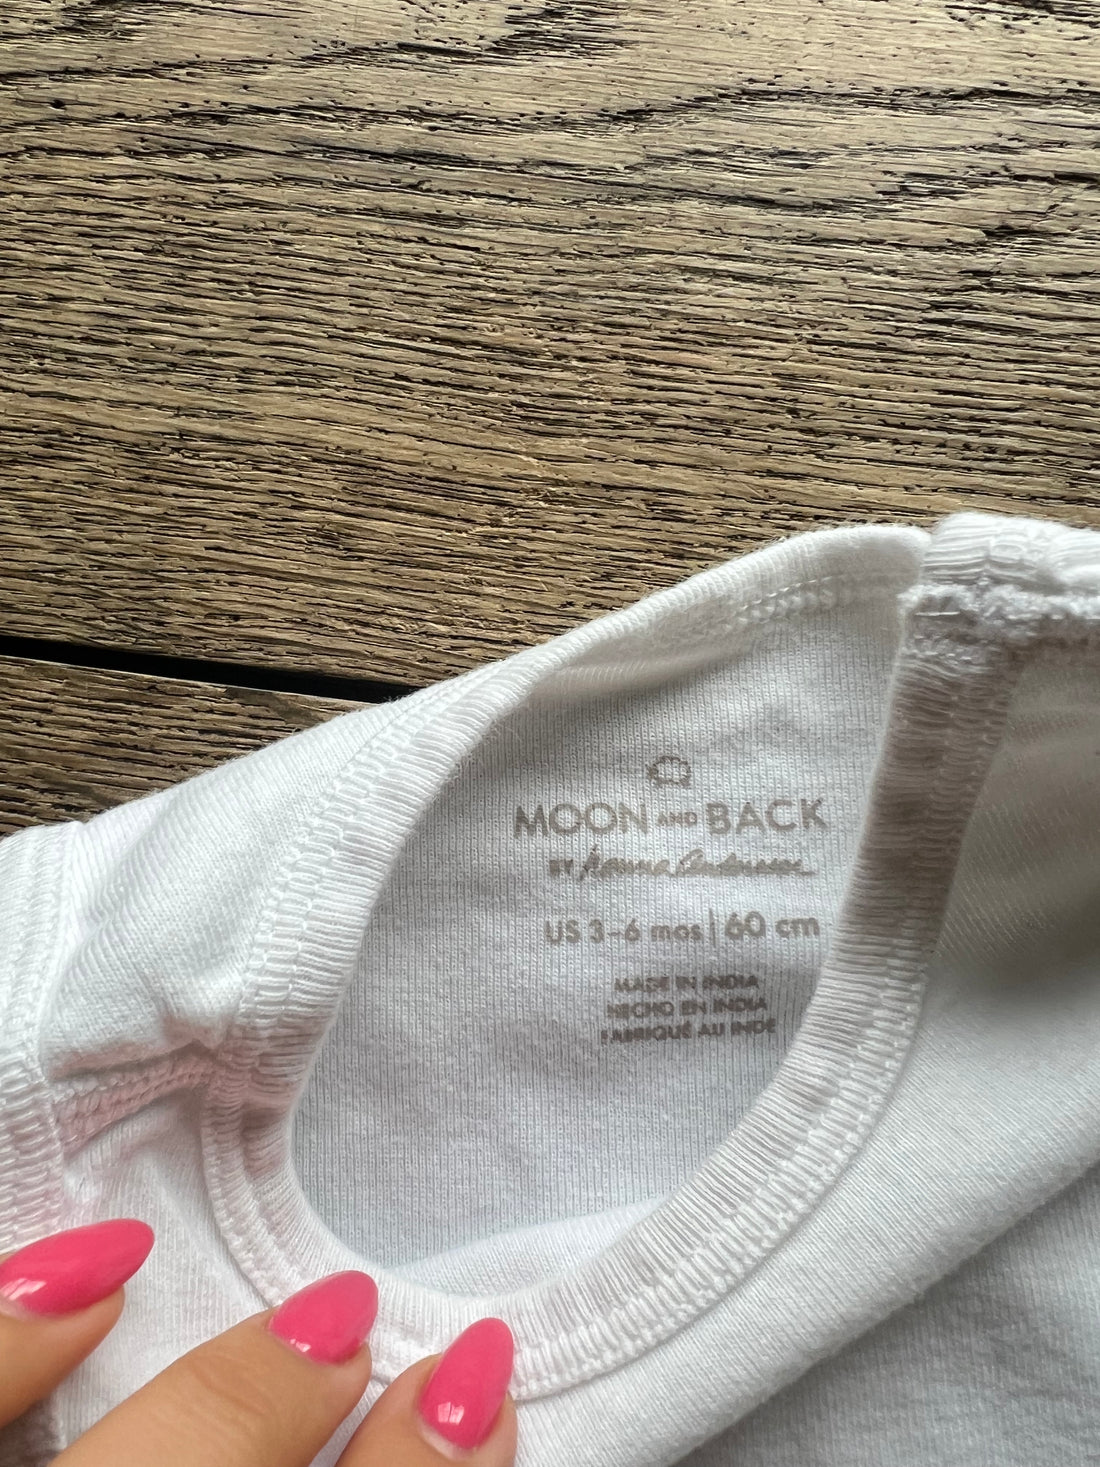 MOON AND BACK
BY Hanna Andersson
US 3-6 mos | 60 cm
MADE IN INDIA
HECHO EN INDIA
FABRIQUÉ AU INDE